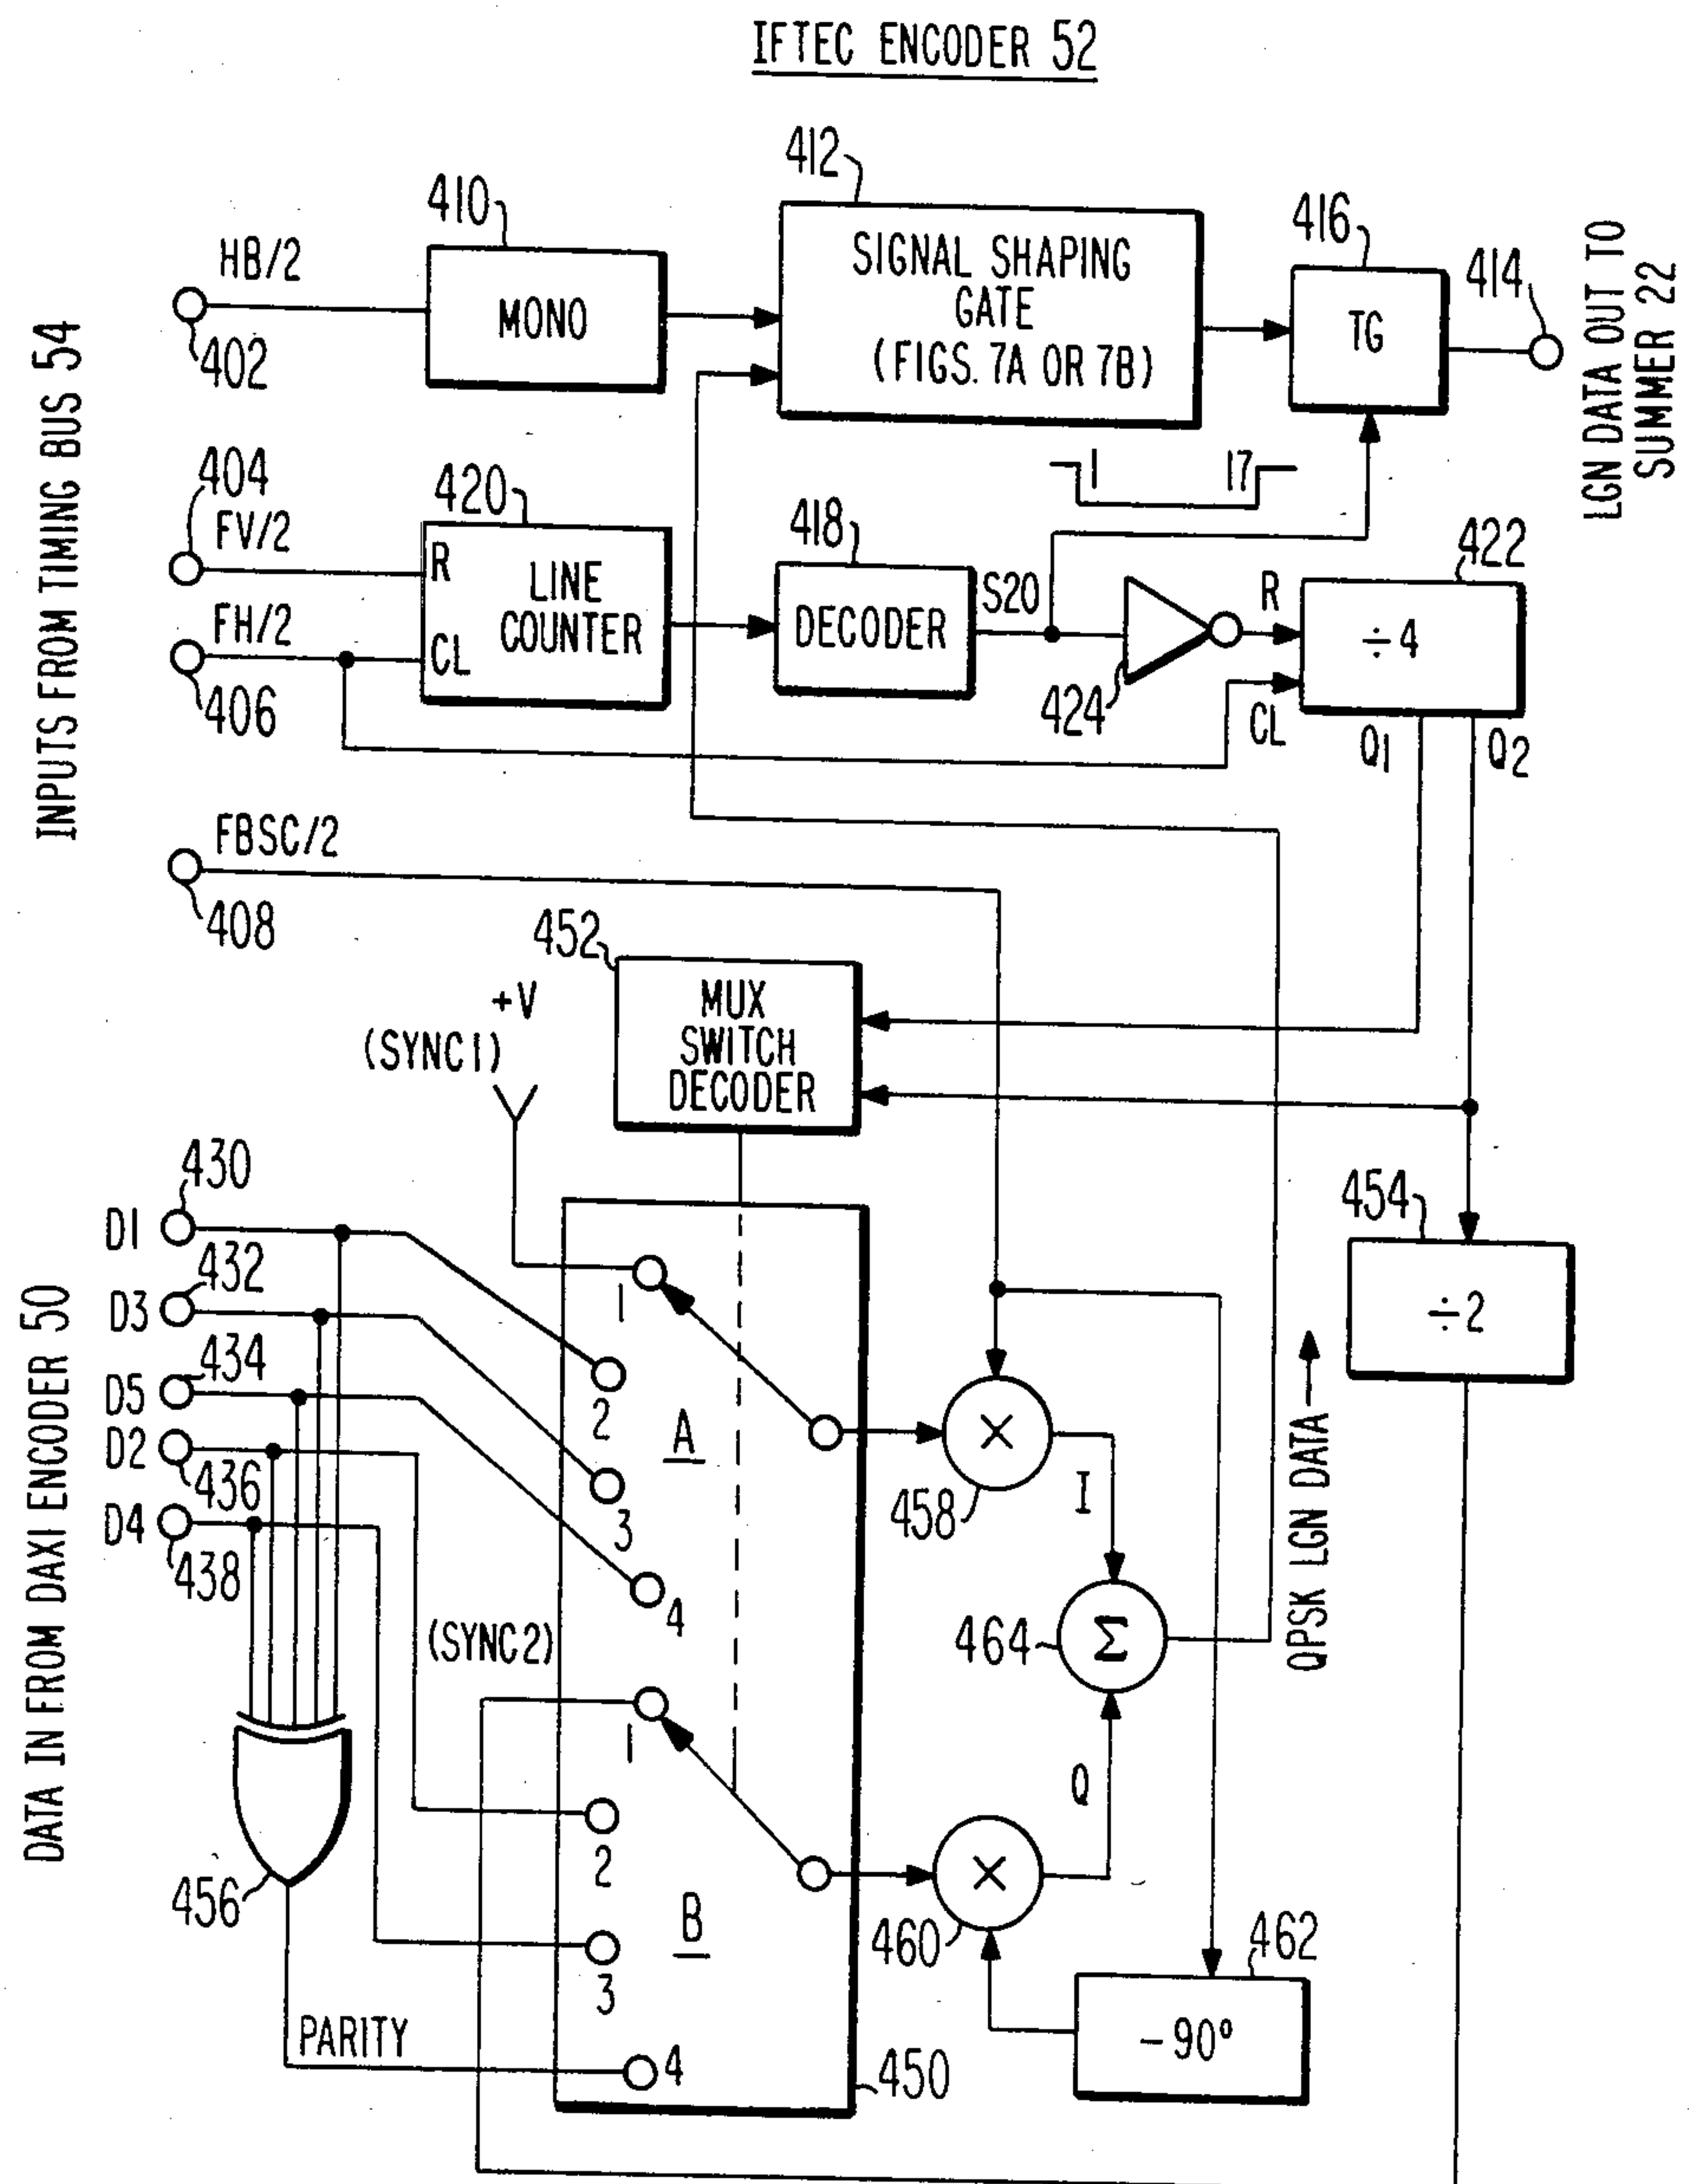 IFTEC ENCODER 52
412
410
416
HB/2
SIGNAL SHAPING
GATE
(FIGS. 7A OR 7B)
MONO
TG
414
402
LGN DATA OUT TO
SUMMER 22
INPUTS FROM TIMING BUS 54
404
FV/2
420
1
17
418
422
R
LINE
COUNTER
CL
S20
DECODER
R
÷4
FH/2
406
424
CL
Q1
Q2
FBSC/2
408
452
+V
(SYNC1)
MUX
SWITCH
DECODER
430
D1
432
D3
434
D5
D2
436
D4
438
DATA IN FROM DAXI ENCODER 50
454
÷2
1
2
A
3
4
×
458
I
QPSK LGN DATA
(SYNC2)
464
Σ
1
Q
2
456
B
×
460
462
3
-90°
PARITY
4
450